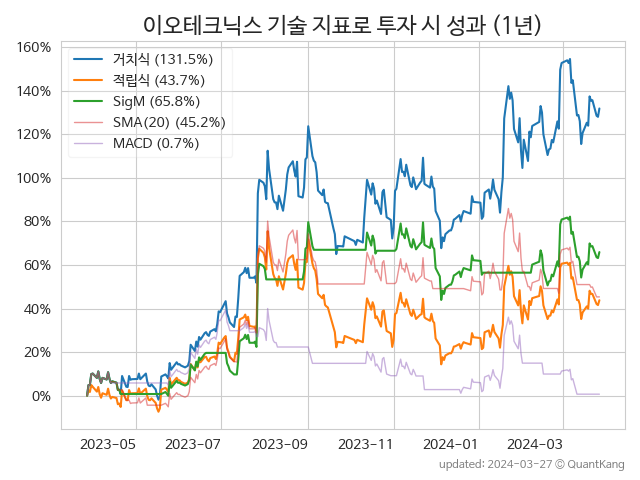 이오테크닉스 기술 지표로 투자 시 성과 (1년)
160%
140%
120%
100%
80%
60%
40%
20%
0%
거치식 (131.5%)
적립식 (43.7%)
SigM (65.8%)
SMA(20) (45.2%)
MACD (0.7%)
2023-05
2023-07
2023-09
2023-11
2024-01
2024-03
updated: 2024-03-27 © QuantKang